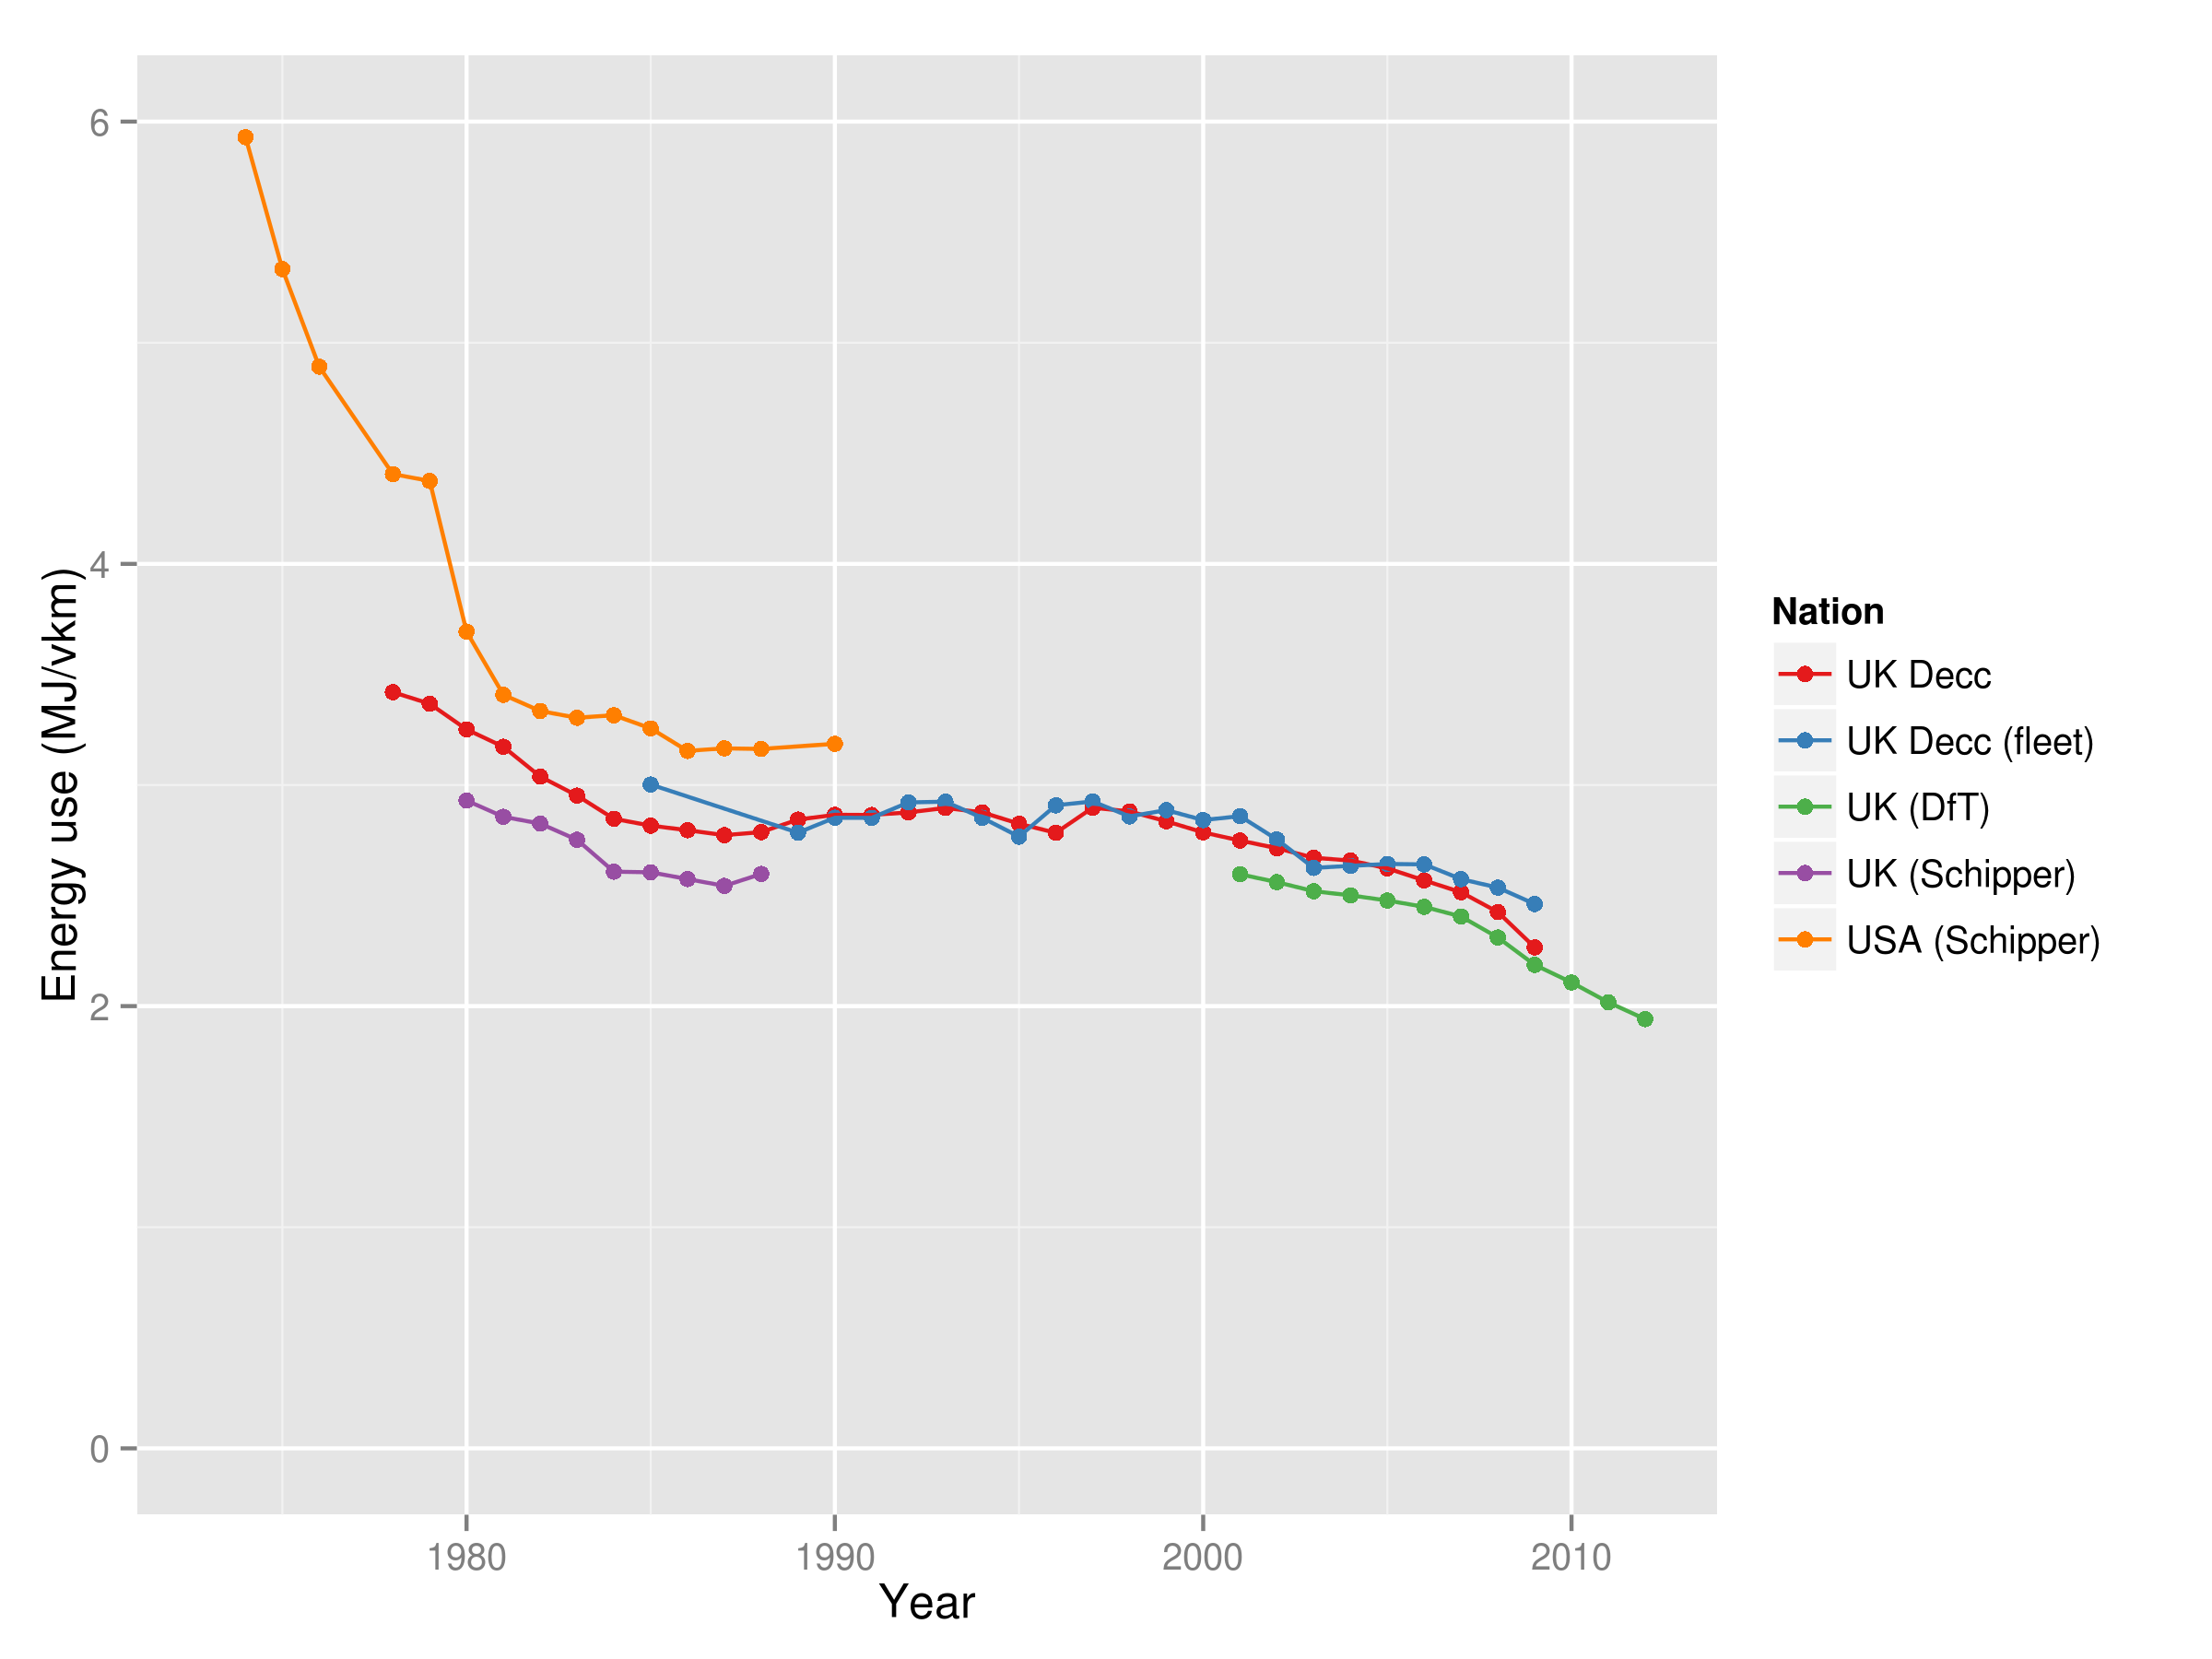 6
4
2
0
Energy use (MJ/vkm)
1980
1990
2000
2010
Year
Nation
UK Decc
UK Decc (fleet)
UK (DfT)
UK (Schipper)
USA (Schipper)